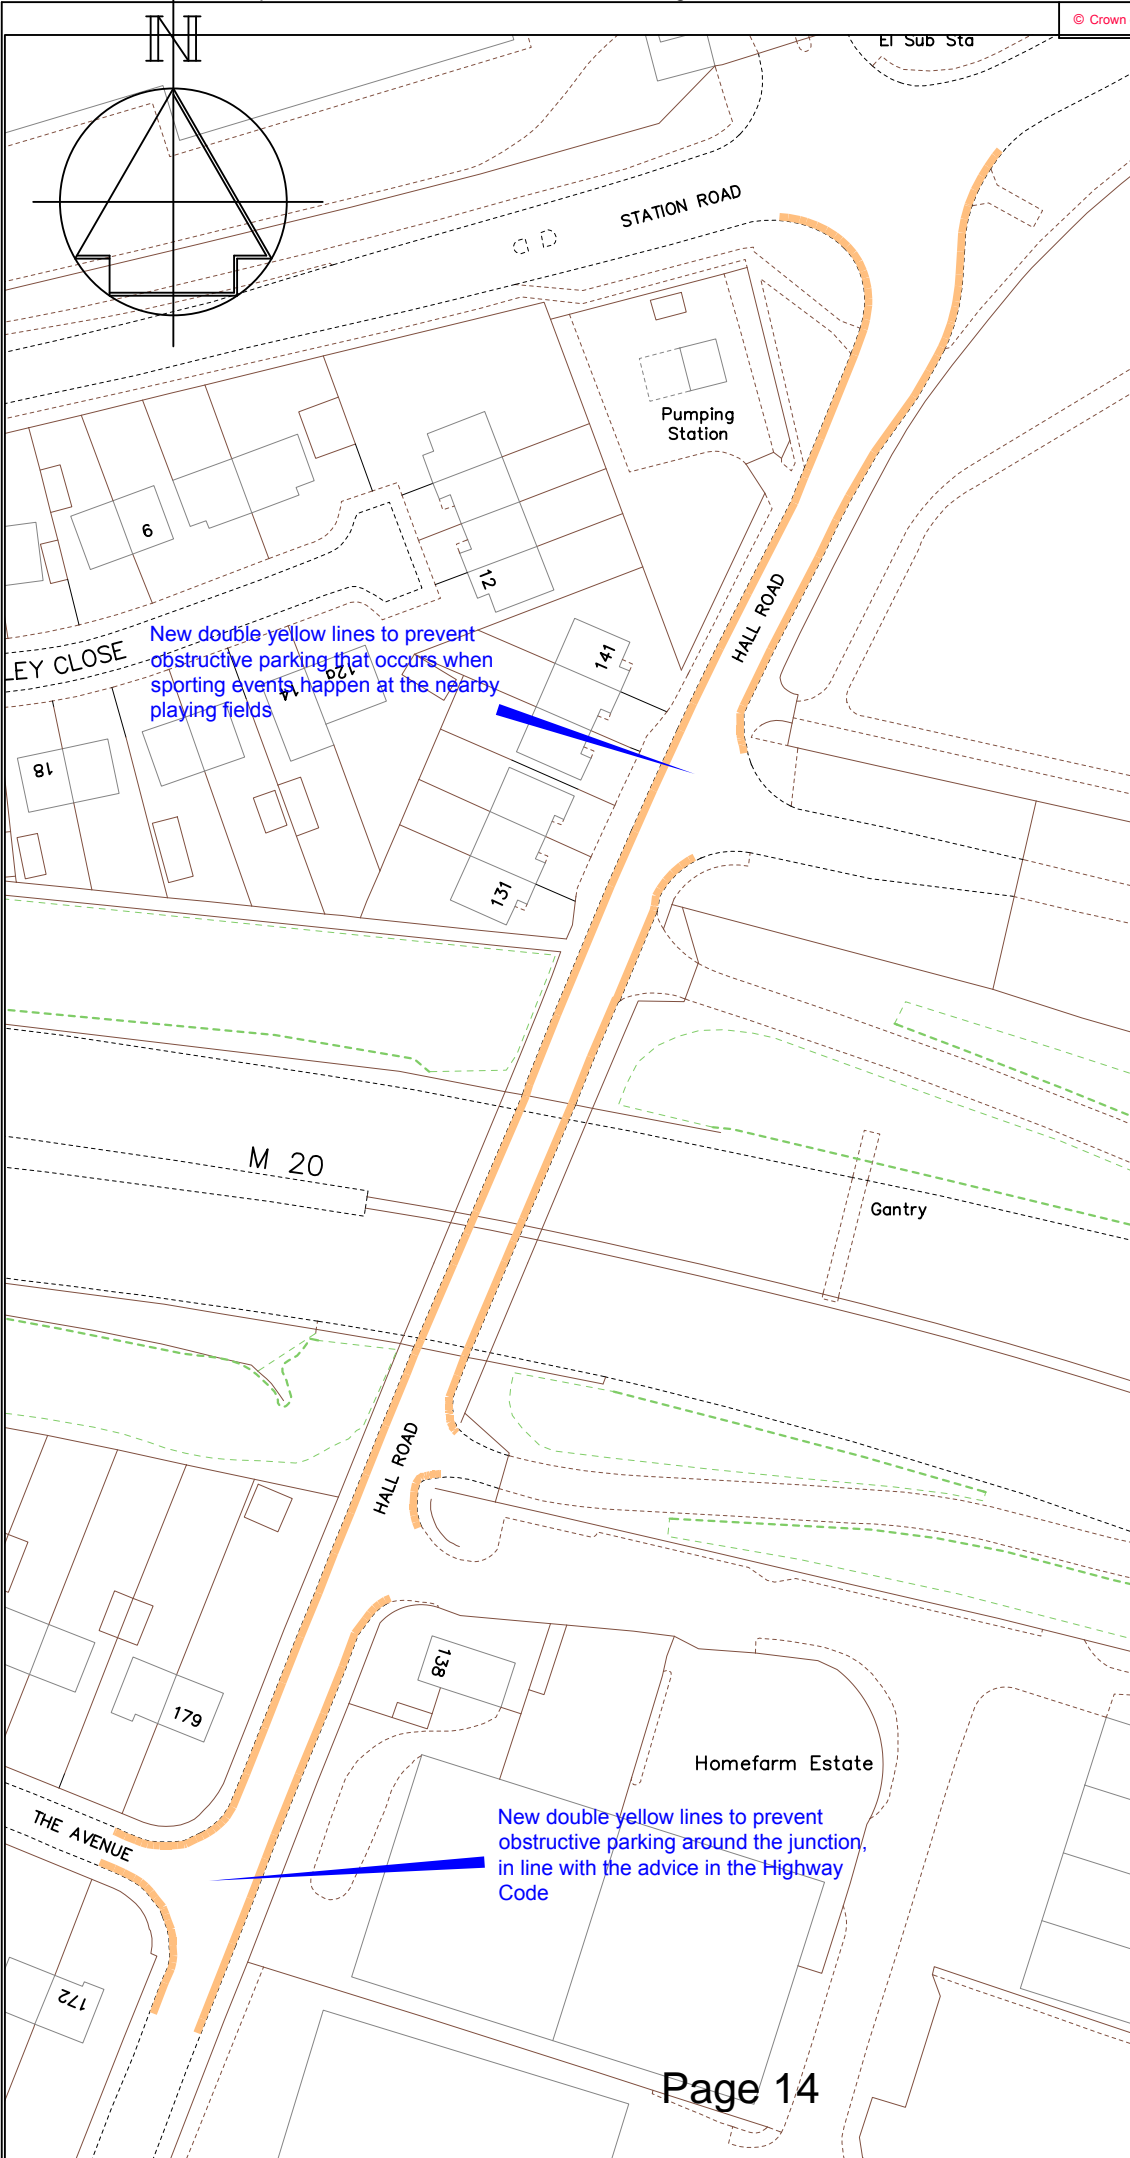 © Crown
N
El Sub Sta
STATION ROAD
Pumping
Station
9
12
HALL ROAD
New double yellow lines to prevent
obstructive parking that occurs when
sporting events happen at the nearby
playing fields
LEY CLOSE
141
12a
14
18
131
M 20
Gantry
HALL ROAD
138
179
Homefarm Estate
THE AVENUE
New double yellow lines to prevent
obstructive parking around the junction,
in line with the advice in the Highway
Code
172
Page 14